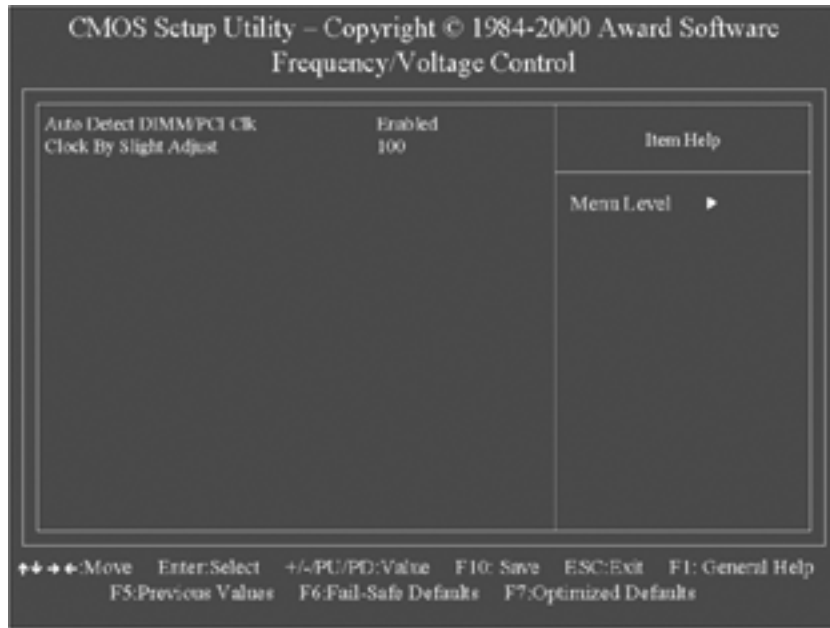 CMOS Setup Utility – Copyright © 1984-2000 Award Software
Frequency/Voltage Control
Auto Detect DIMM/PCI Clk Enabled
Clock By Slight Adjust 100
Item Help
Menu Level ▶
↑↓→←:Move Enter:Select +/-/PU/PD:Value F10: Save ESC:Exit F1: General Help
F5:Previous Values F6:Fail-Safe Defaults F7:Optimized Defaults